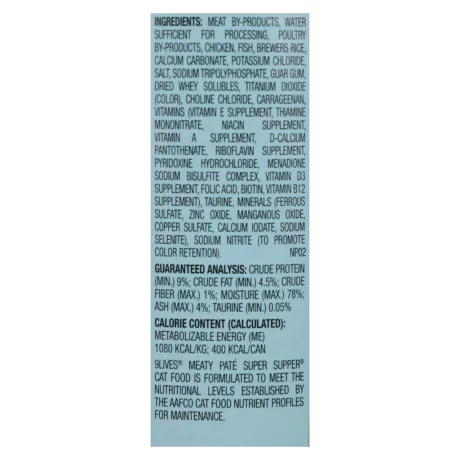 INGREDIENTS: MEAT BY-PRODUCTS, WATER
SUFFICIENT FOR PROCESSING, POULTRY
BY-PRODUCTS, CHICKEN, FISH, BREWERS RICE,
CALCIUM CARBONATE, POTASSIUM CHLORIDE,
SALT, SODIUM TRIPOLYPHOSPHATE, GUAR GUM,
DRIED WHEY SOLUBLES, TITANIUM DIOXIDE
(COLOR), CHOLINE CHLORIDE, CARRAGEENAN,
VITAMINS (VITAMIN E SUPPLEMENT, THIAMINE
MONONITRATE, NIACIN SUPPLEMENT,
VITAMIN A SUPPLEMENT, D-CALCIUM
PANTOTHENATE, RIBOFLAVIN SUPPLEMENT,
PYRIDOXINE HYDROCHLORIDE, MENADIONE
SODIUM BISULFITE COMPLEX, VITAMIN D3
SUPPLEMENT, FOLIC ACID, BIOTIN, VITAMIN B12
SUPPLEMENT), TAURINE, MINERALS (FERROUS
SULFATE, ZINC OXIDE, MANGANOUS OXIDE,
COPPER SULFATE, CALCIUM IODATE, SODIUM
SELENITE), SODIUM NITRITE (TO PROMOTE
COLOR RETENTION). NP02
GUARANTEED ANALYSIS: CRUDE PROTEIN
(MIN.) 9%; CRUDE FAT (MIN.) 4.5%; CRUDE
FIBER (MAX.) 1%; MOISTURE (MAX.) 78%;
ASH (MAX.) 4%; TAURINE (MIN.) 0.05%
CALORIE CONTENT (CALCULATED):
METABOLIZABLE ENERGY (ME)
1080 KCAL/KG; 400 KCAL/CAN
9LIVES® MEATY PATÉ SUPER SUPPER®
CAT FOOD IS FORMULATED TO MEET THE
NUTRITIONAL LEVELS ESTABLISHED BY
THE AAFCO CAT FOOD NUTRIENT PROFILES
FOR MAINTENANCE.